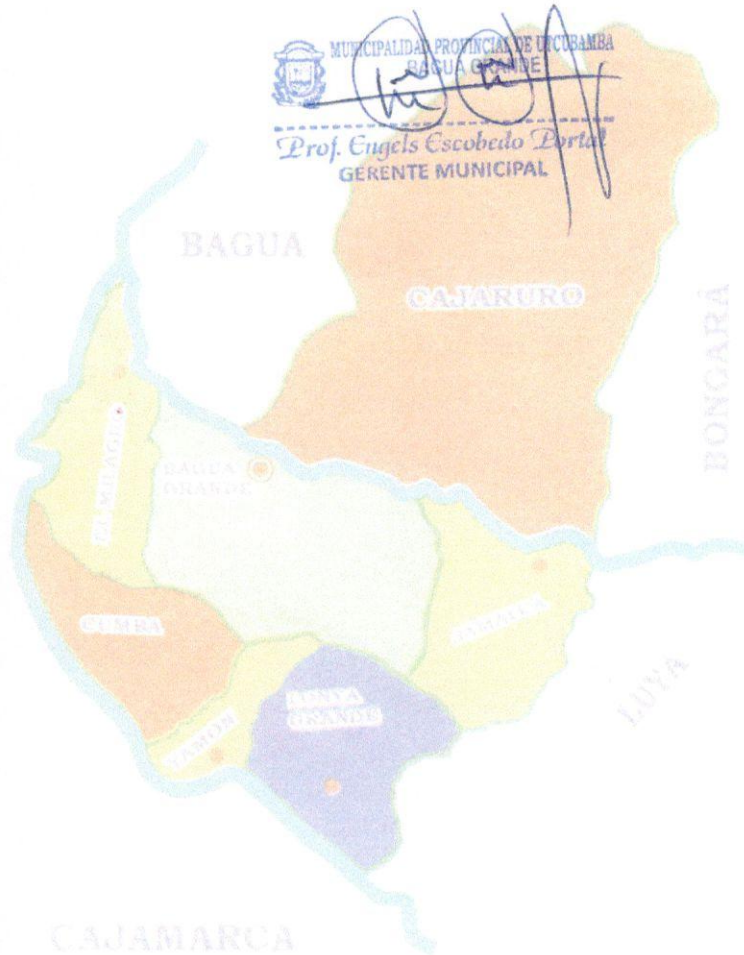 MUNICIPALIDAD PROVINCIAL DE UTCUBAMBA
BAGUA GRANDE
Prof. Engels Escobedo Portal
GERENTE MUNICIPAL
BAGUA
CAJARURO
BONGARÁ
EL MILAGRO
BAGUA
GRANDE
CUMBA
JAMALCA
LONYA
GRANDE
YAMON
LUYA
CAJAMARCA